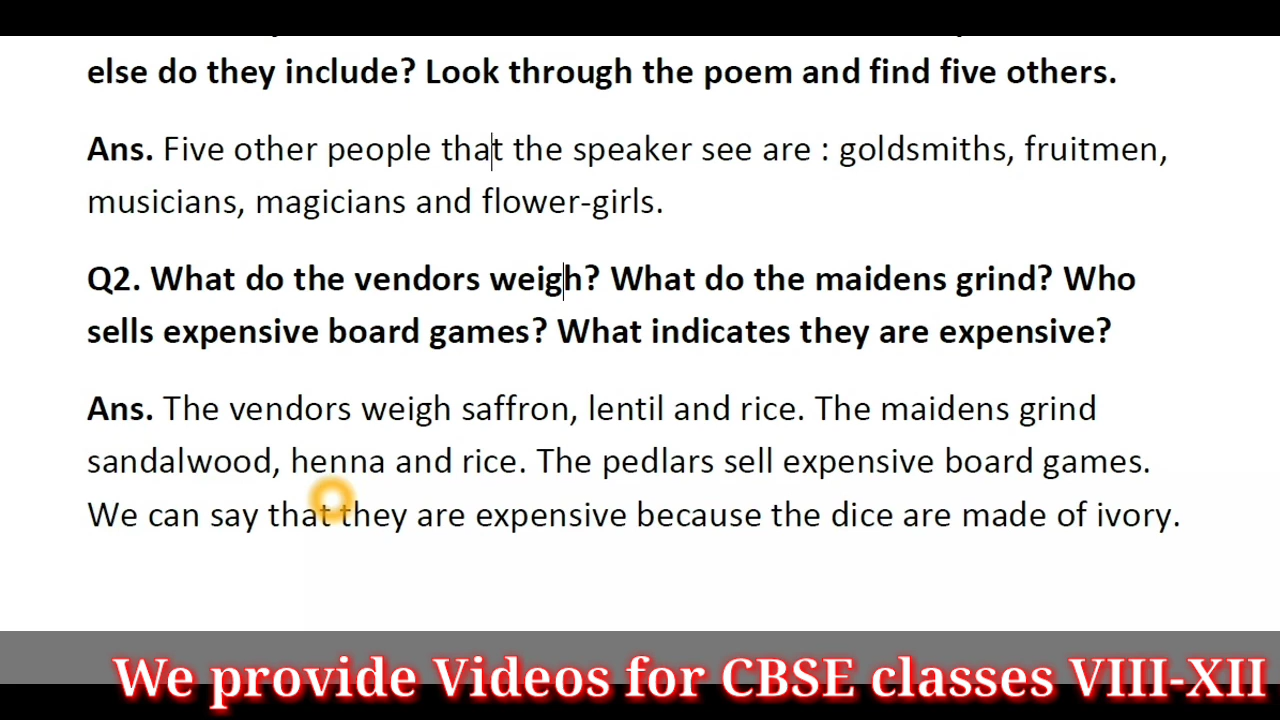 else do they include? Look through the poem and find five others.
Ans. Five other people that the speaker see are : goldsmiths, fruitmen,
musicians, magicians and flower-girls.
Q2. What do the vendors weigh? What do the maidens grind? Who
sells expensive board games? What indicates they are expensive?
Ans. The vendors weigh saffron, lentil and rice. The maidens grind
sandalwood, henna and rice. The pedlars sell expensive board games.
We can say that they are expensive because the dice are made of ivory.
We provide Videos for CBSE classes VIII-XII